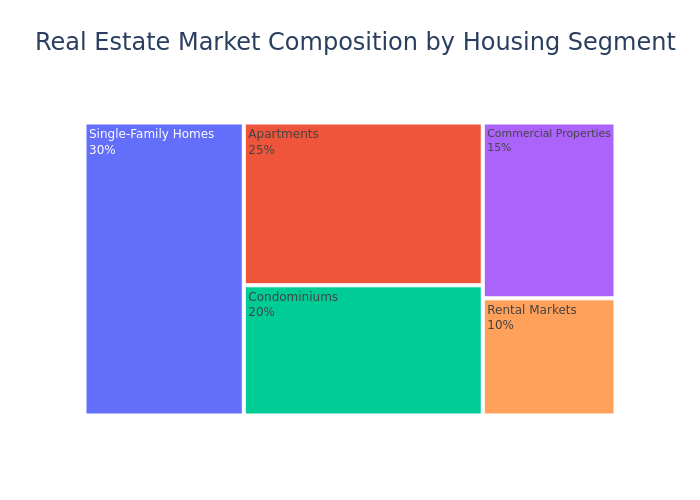 Real Estate Market Composition by Housing Segment
Single-Family Homes
30%
Apartments
25%
Condominiums
20%
Commercial Properties
15%
Rental Markets
10%